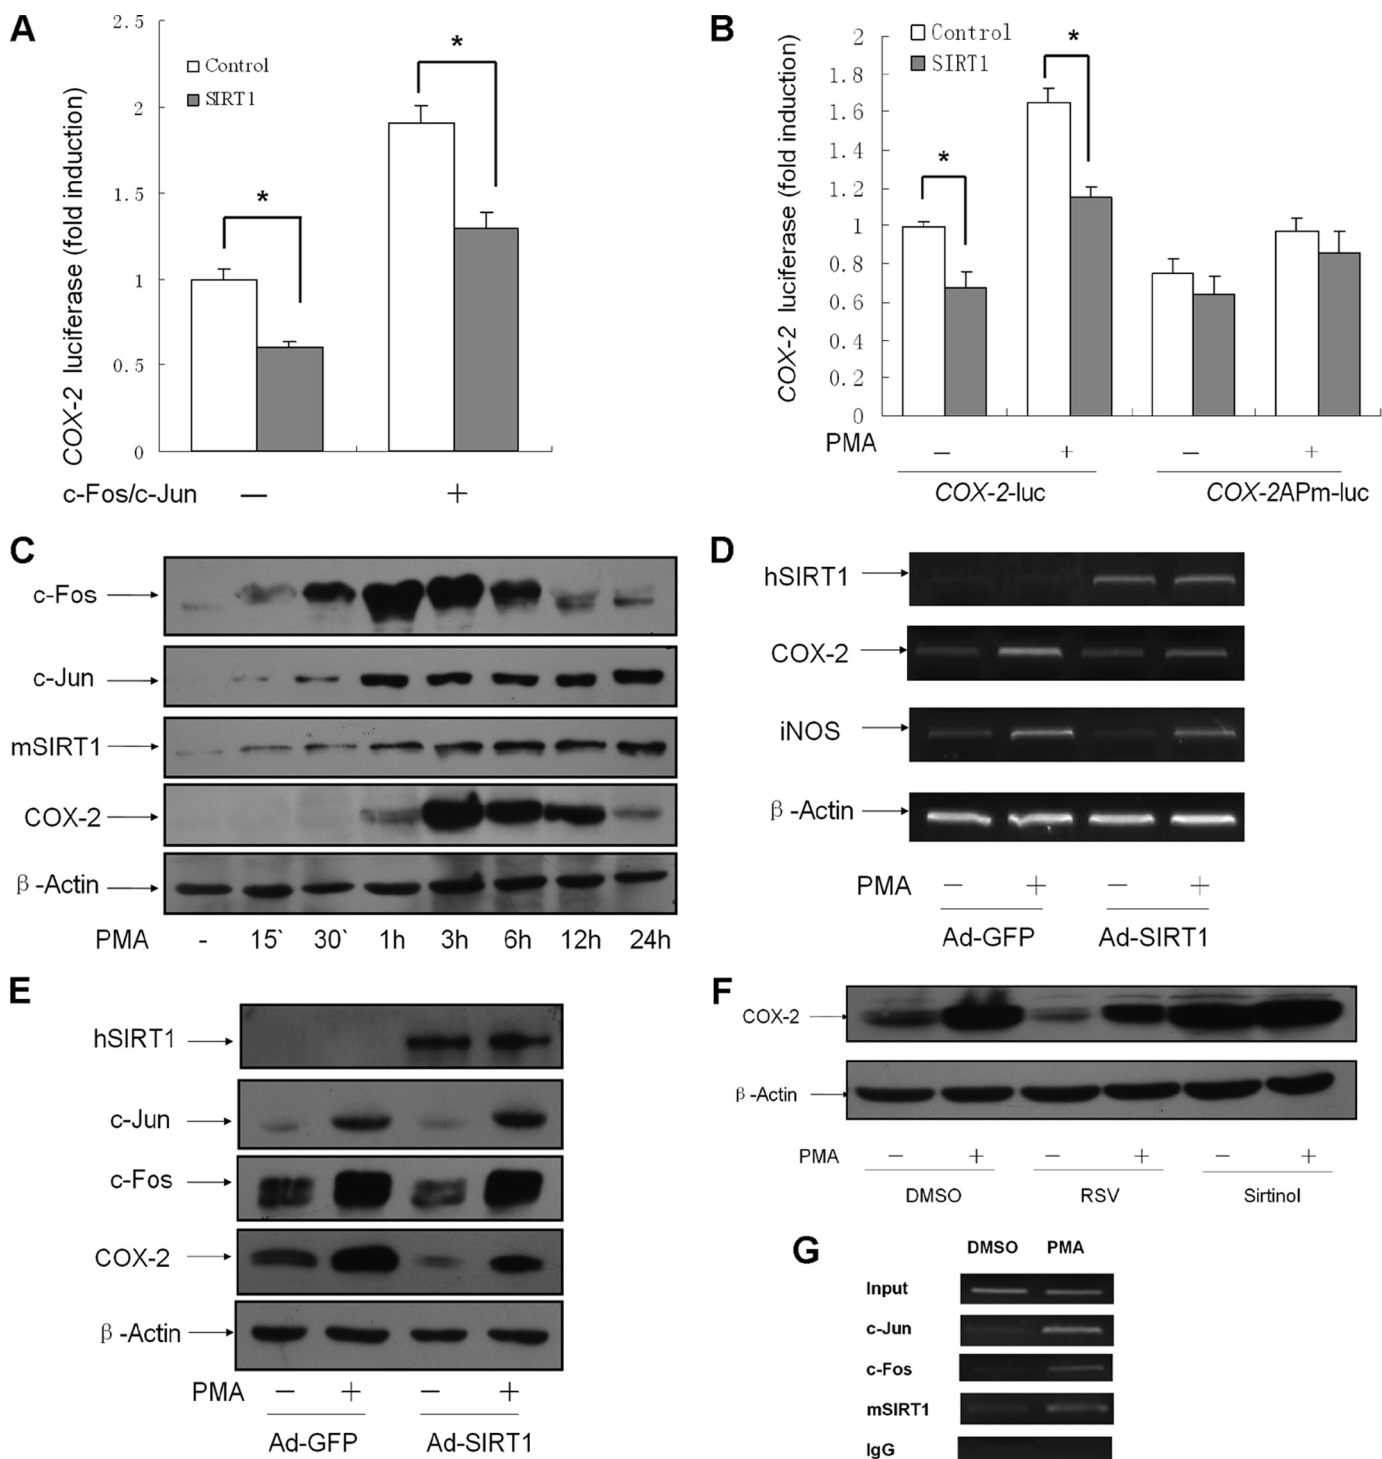 A
2.5
2
1.5
1
0.5
0
COX-2 luciferase (fold induction)
Control
SIRT1
*
*
c-Fos/c-Jun — +
B
2
1.8
1.6
1.4
1.2
1
0.8
0.6
0.4
0.2
0
COX-2 luciferase (fold induction)
Control
SIRT1
*
*
PMA — + — +
COX-2-luc COX-2APm-luc
C
c-Fos
c-Jun
mSIRT1
COX-2
β-Actin
PMA - 15` 30` 1h 3h 6h 12h 24h
D
hSIRT1
COX-2
iNOS
β-Actin
PMA — + — +
Ad-GFP Ad-SIRT1
E
hSIRT1
c-Jun
c-Fos
COX-2
β-Actin
PMA — + — +
Ad-GFP Ad-SIRT1
F
COX-2
β-Actin
PMA — + — + — +
DMSO RSV Sirtinol
G
DMSO PMA
Input
c-Jun
c-Fos
mSIRT1
IgG